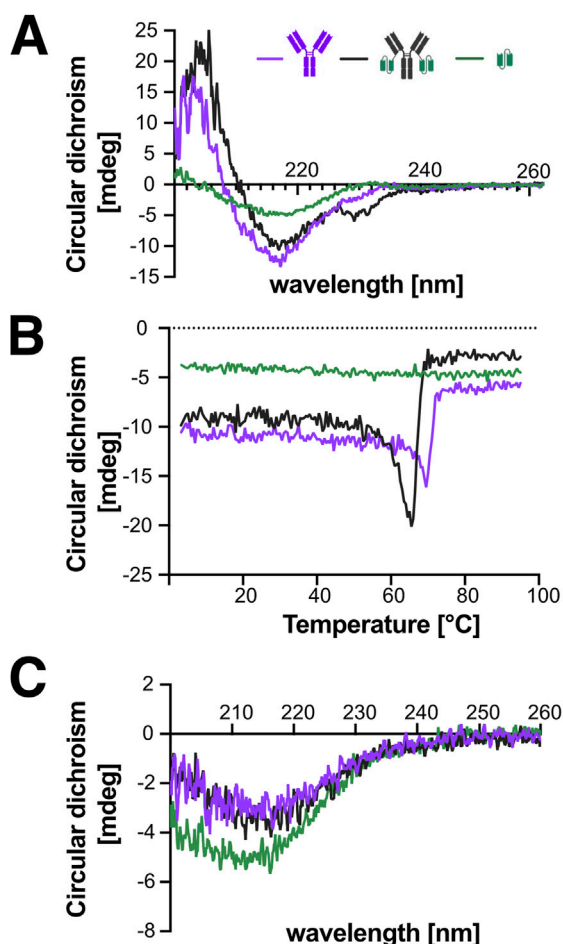 A
Circular dichroism
[mdeg]
25
20
15
10
5
0
-5
-10
-15
220
240
260
wavelength [nm]
B
Circular dichroism
[mdeg]
0
-5
-10
-15
-20
-25
20
40
60
80
100
Temperature [°C]
C
Circular dichroism
[mdeg]
2
0
-2
-4
-6
-8
210
220
230
240
250
260
wavelength [nm]